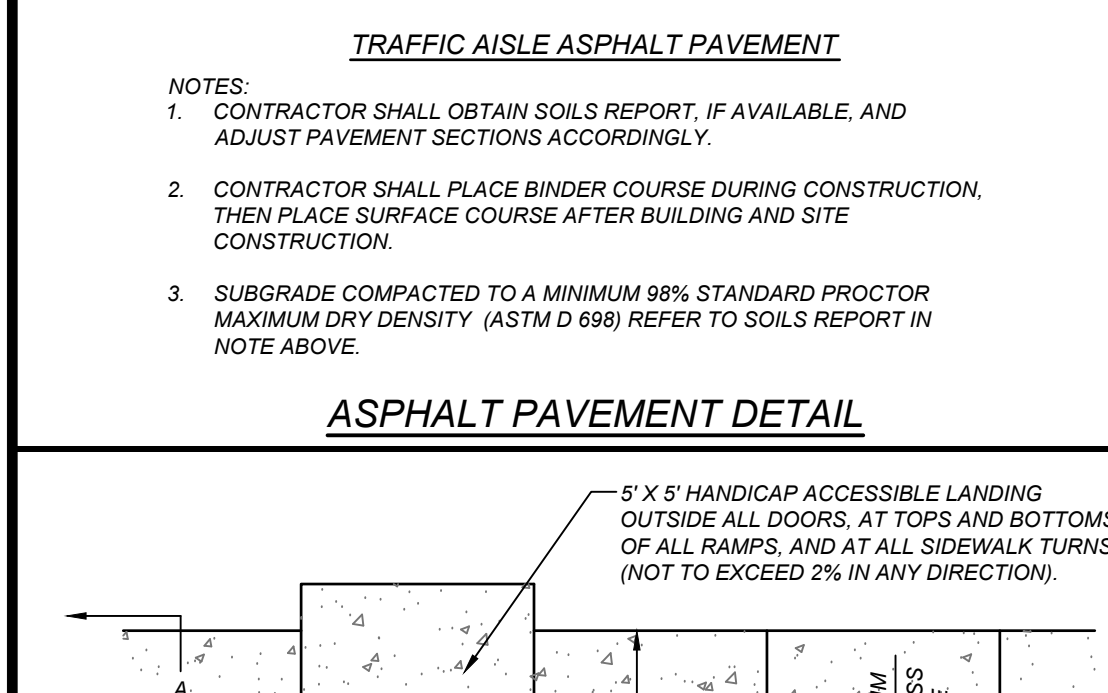 TRAFFIC AISLE ASPHALT PAVEMENT
NOTES:
1. CONTRACTOR SHALL OBTAIN SOILS REPORT, IF AVAILABLE, AND
ADJUST PAVEMENT SECTIONS ACCORDINGLY.
2. CONTRACTOR SHALL PLACE BINDER COURSE DURING CONSTRUCTION,
THEN PLACE SURFACE COURSE AFTER BUILDING AND SITE
CONSTRUCTION.
3. SUBGRADE COMPACTED TO A MINIMUM 98% STANDARD PROCTOR
MAXIMUM DRY DENSITY (ASTM D 698) REFER TO SOILS REPORT IN
NOTE ABOVE.
ASPHALT PAVEMENT DETAIL
5' X 5' HANDICAP ACCESSIBLE LANDING
OUTSIDE ALL DOORS, AT TOPS AND BOTTOMS
OF ALL RAMPS, AND AT ALL SIDEWALK TURNS
(NOT TO EXCEED 2% IN ANY DIRECTION).